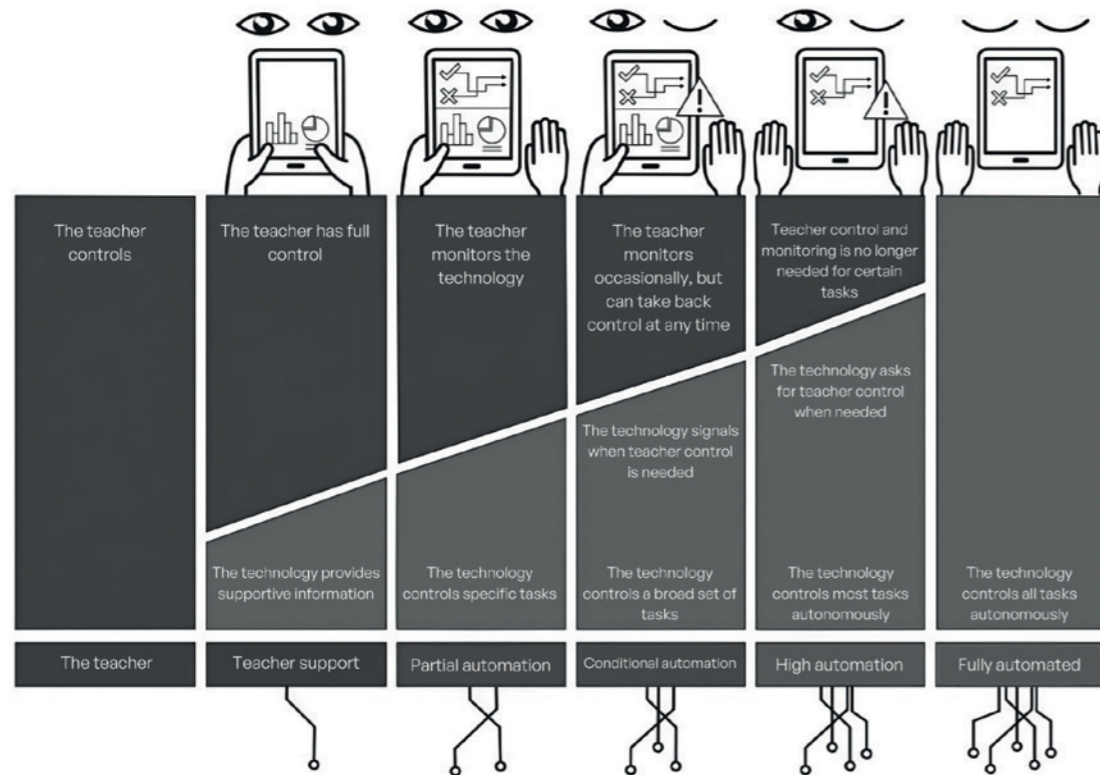 The teacher
controls
The teacher has full
control
The teacher
monitors the
technology
The teacher
monitors
occasionally, but
can take back
control at any time
Teacher control and
monitoring is no longer
needed for certain
tasks
The technology asks
for teacher control
when needed
The technology signals
when teacher control
is needed
The technology provides
supportive information
The technology
controls specific tasks
The technology
controls a broad set of
tasks
The technology
controls most tasks
autonomously
The technology
controls all tasks
autonomously
The teacher
Teacher support
Partial automation
Conditional automation
High automation
Fully automated